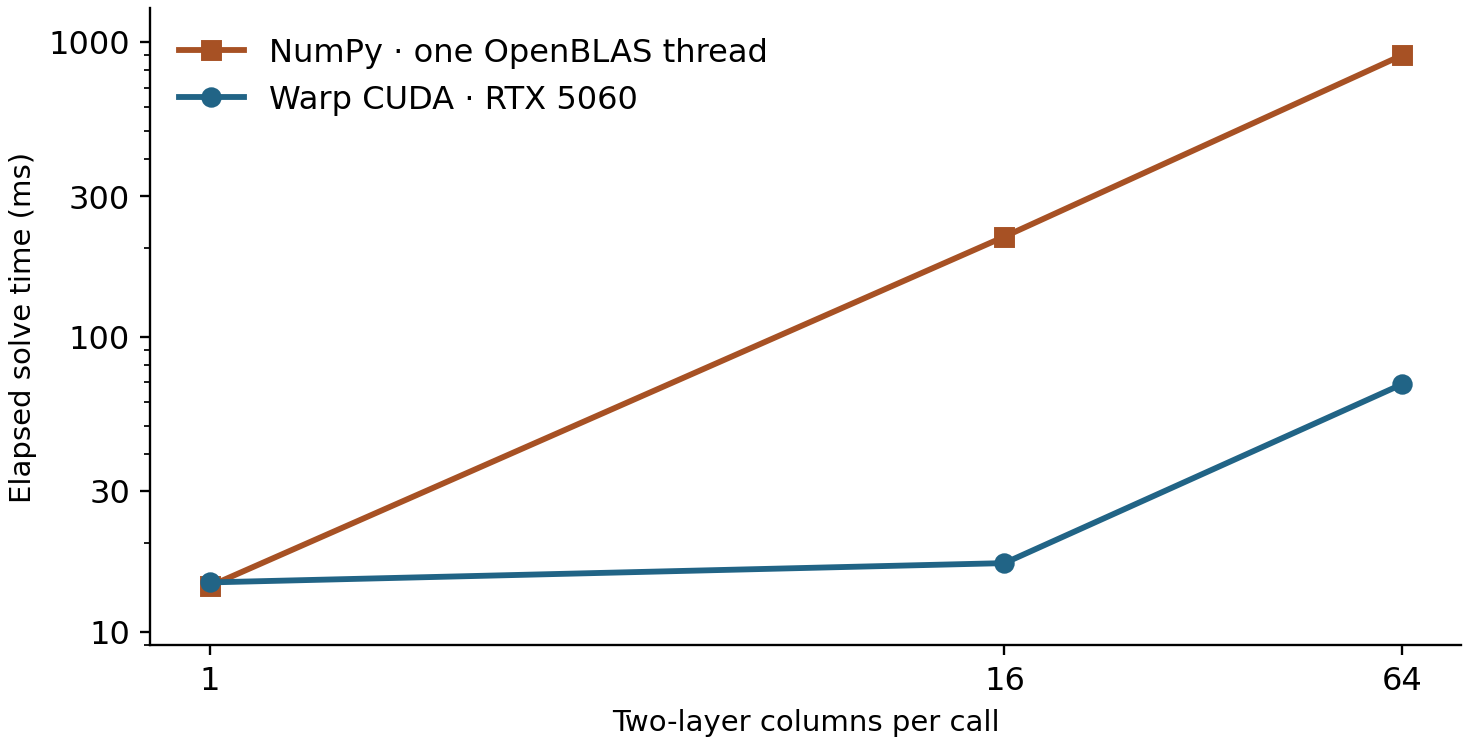 1000
300
100
30
10
Elapsed solve time (ms)
NumPy · one OpenBLAS thread
Warp CUDA · RTX 5060
1 16 64
Two-layer columns per call